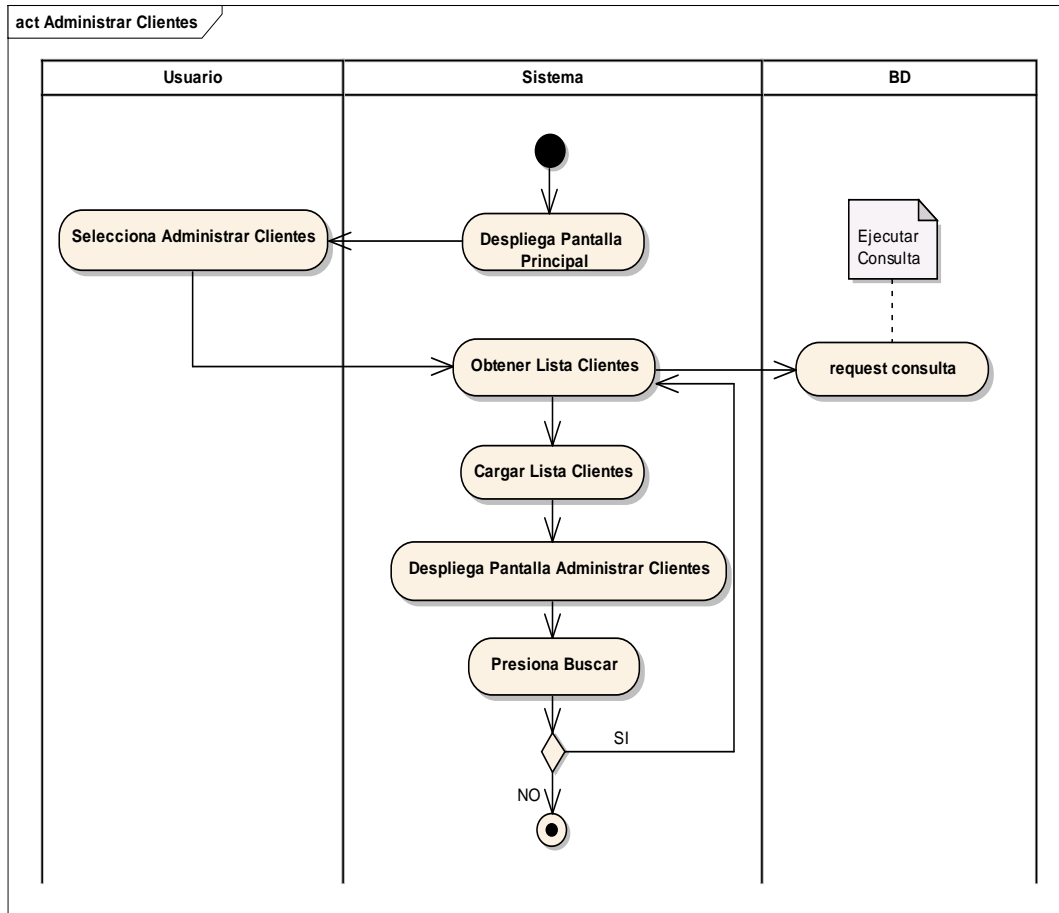 act Administrar Clientes
Usuario
Sistema
BD
Selecciona Administrar Clientes
Despliega Pantalla
Principal
Ejecutar
Consulta
Obtener Lista Clientes
request consulta
Cargar Lista Clientes
Despliega Pantalla Administrar Clientes
Presiona Buscar
SI
NO